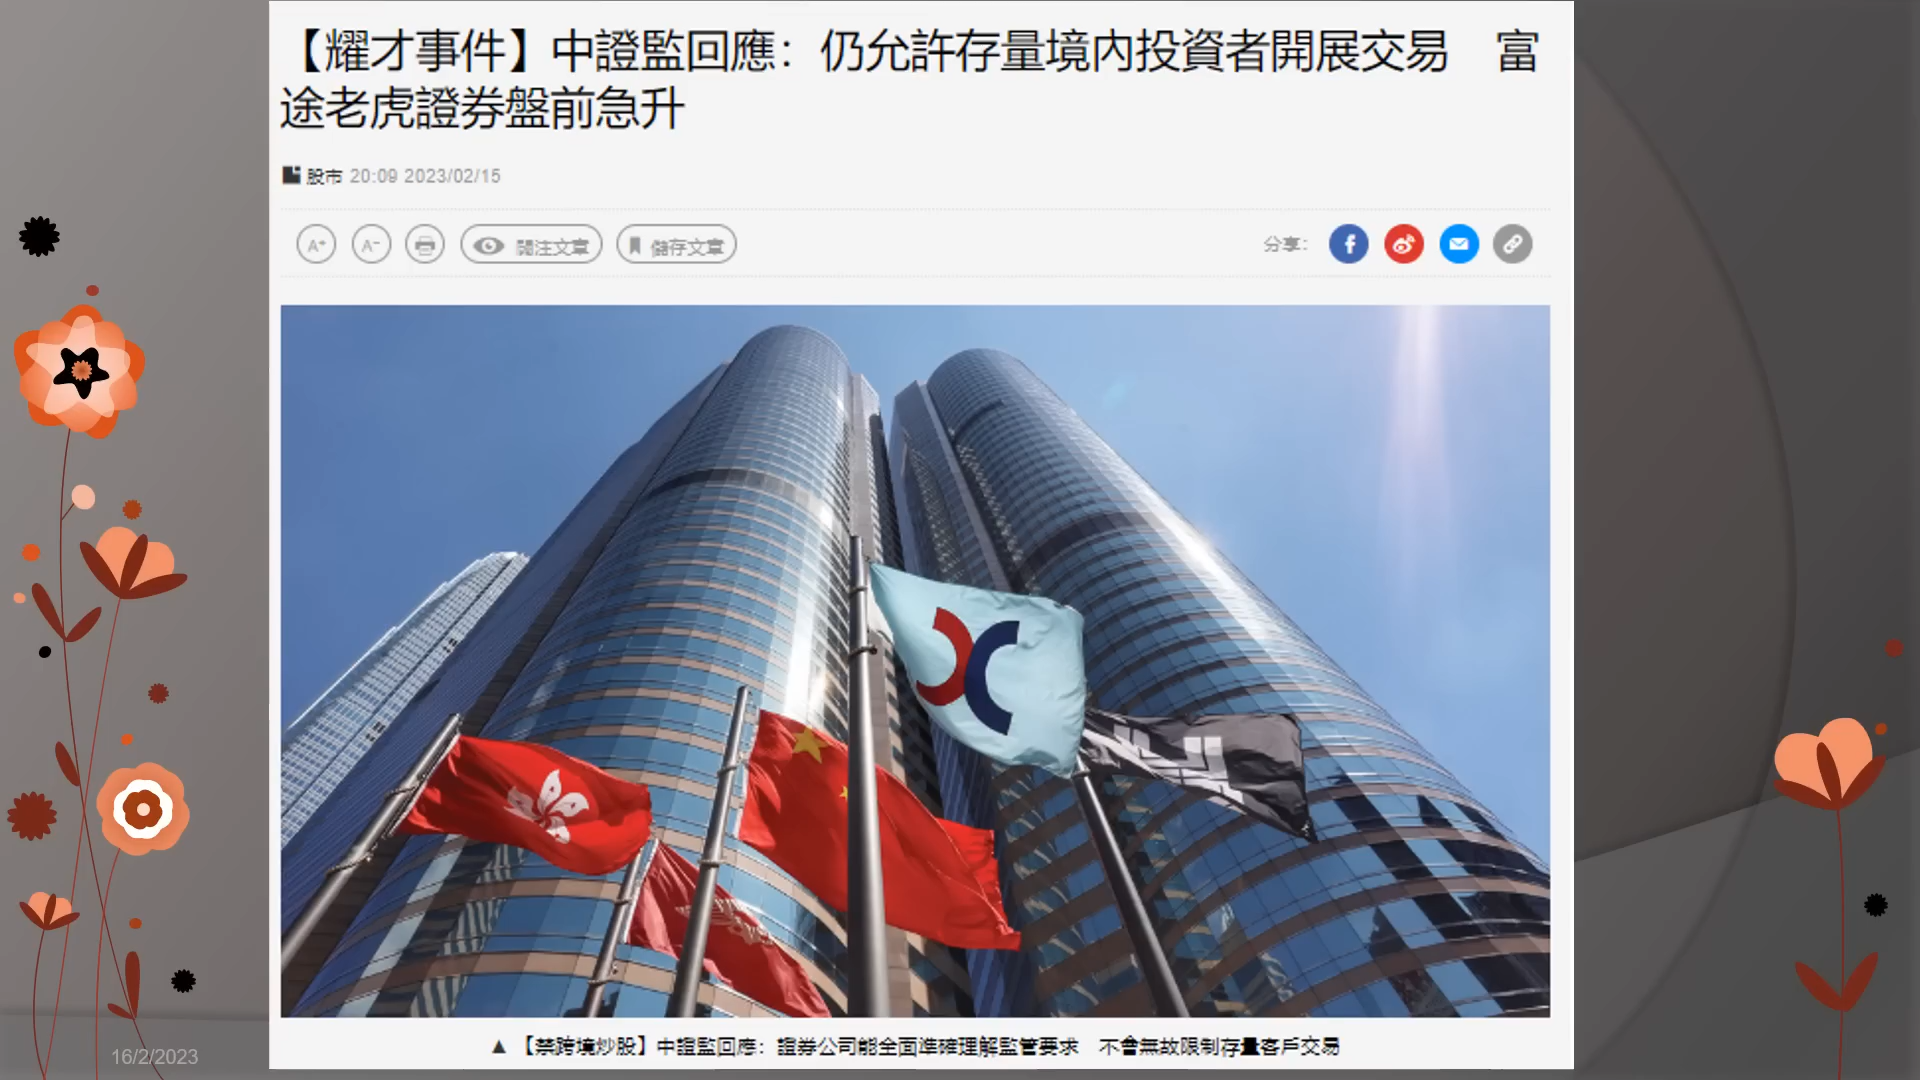 【耀才事件】中證監回應：仍允許存量境內投資者開展交易　富
途老虎證券盤前急升
股市 20:09 2023/02/15
A+ A- 關注文章 儲存文章 分享：
▲【禁跨境炒股】中證監回應：證券公司能全面準確理解監管要求　不會無故限制存量客戶交易
16/2/2023